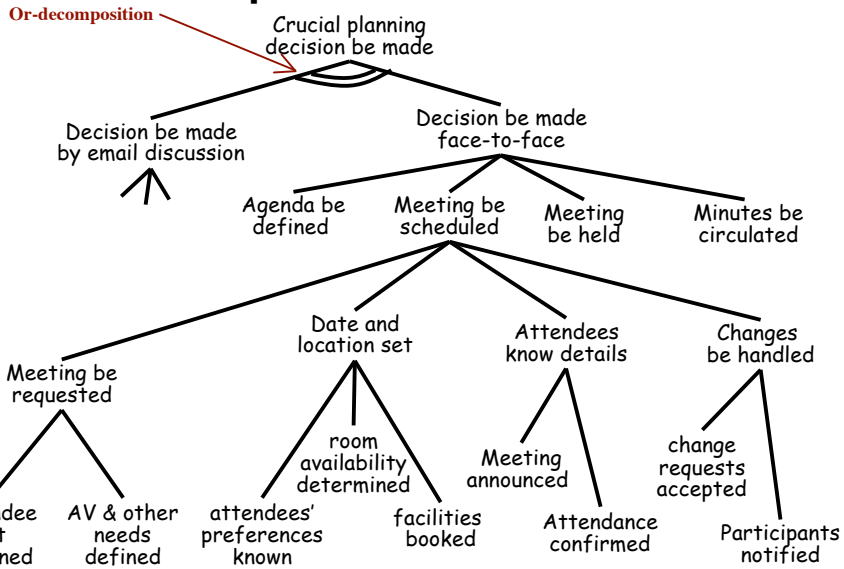 Or-decomposition
Crucial planning
decision be made
Decision be made
by email discussion
Decision be made
face-to-face
Agenda be
defined
Meeting be
scheduled
Meeting
be held
Minutes be
circulated
Meeting be
requested
Date and
location set
Attendees
know details
Changes
be handled
AV & other
needs
defined
attendees'
preferences
known
room
availability
determined
facilities
booked
Meeting
announced
Attendance
confirmed
change
requests
accepted
Participants
notified